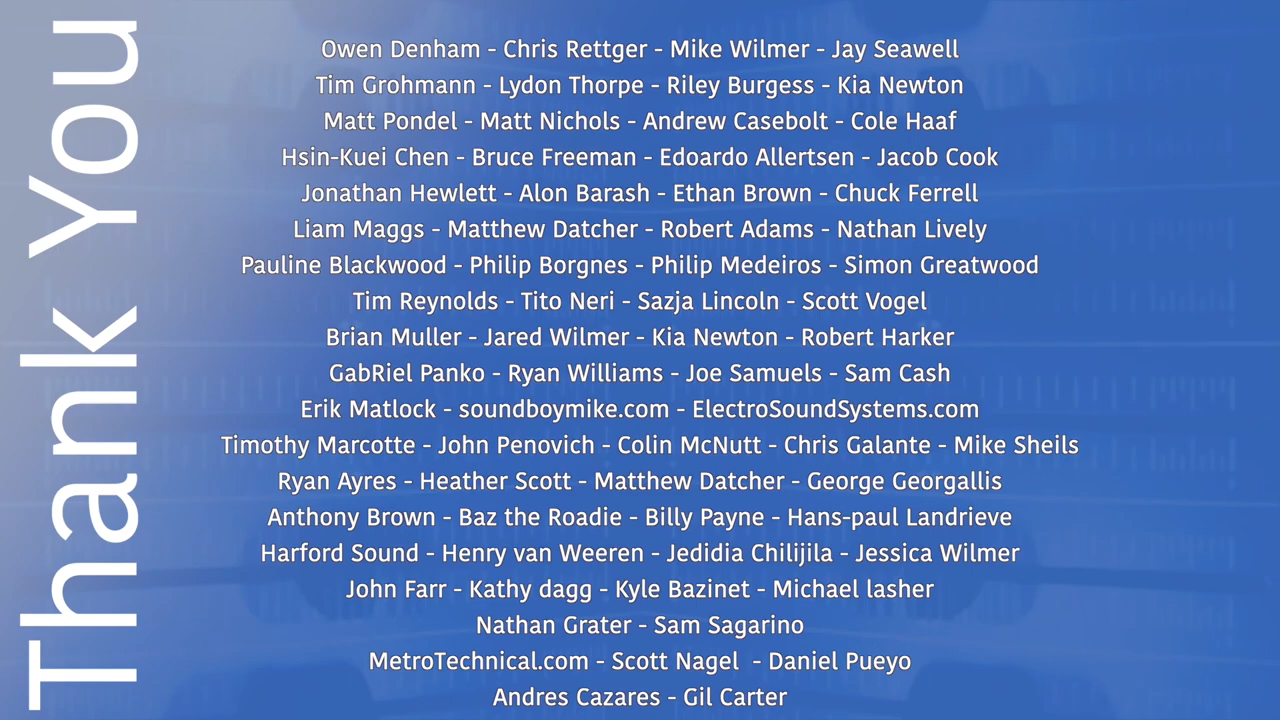 Thank You
Owen Denham - Chris Rettger - Mike Wilmer - Jay Seawell
Tim Grohmann - Lydon Thorpe - Riley Burgess - Kia Newton
Matt Pondel - Matt Nichols - Andrew Casebolt - Cole Haaf
Hsin-Kuei Chen - Bruce Freeman - Edoardo Allertsen - Jacob Cook
Jonathan Hewlett - Alon Barash - Ethan Brown - Chuck Ferrell
Liam Maggs - Matthew Datcher - Robert Adams - Nathan Lively
Pauline Blackwood - Philip Borgnes - Philip Medeiros - Simon Greatwood
Tim Reynolds - Tito Neri - Sazja Lincoln - Scott Vogel
Brian Muller - Jared Wilmer - Kia Newton - Robert Harker
GabRiel Panko - Ryan Williams - Joe Samuels - Sam Cash
Erik Matlock - soundboymike.com - ElectroSoundSystems.com
Timothy Marcotte - John Penovich - Colin McNutt - Chris Galante - Mike Sheils
Ryan Ayres - Heather Scott - Matthew Datcher - George Georgallis
Anthony Brown - Baz the Roadie - Billy Payne - Hans-paul Landrieve
Harford Sound - Henry van Weeren - Jedidia Chilijila - Jessica Wilmer
John Farr - Kathy dagg - Kyle Bazinet - Michael lasher
Nathan Grater - Sam Sagarino
MetroTechnical.com - Scott Nagel  - Daniel Pueyo
Andres Cazares - Gil Carter